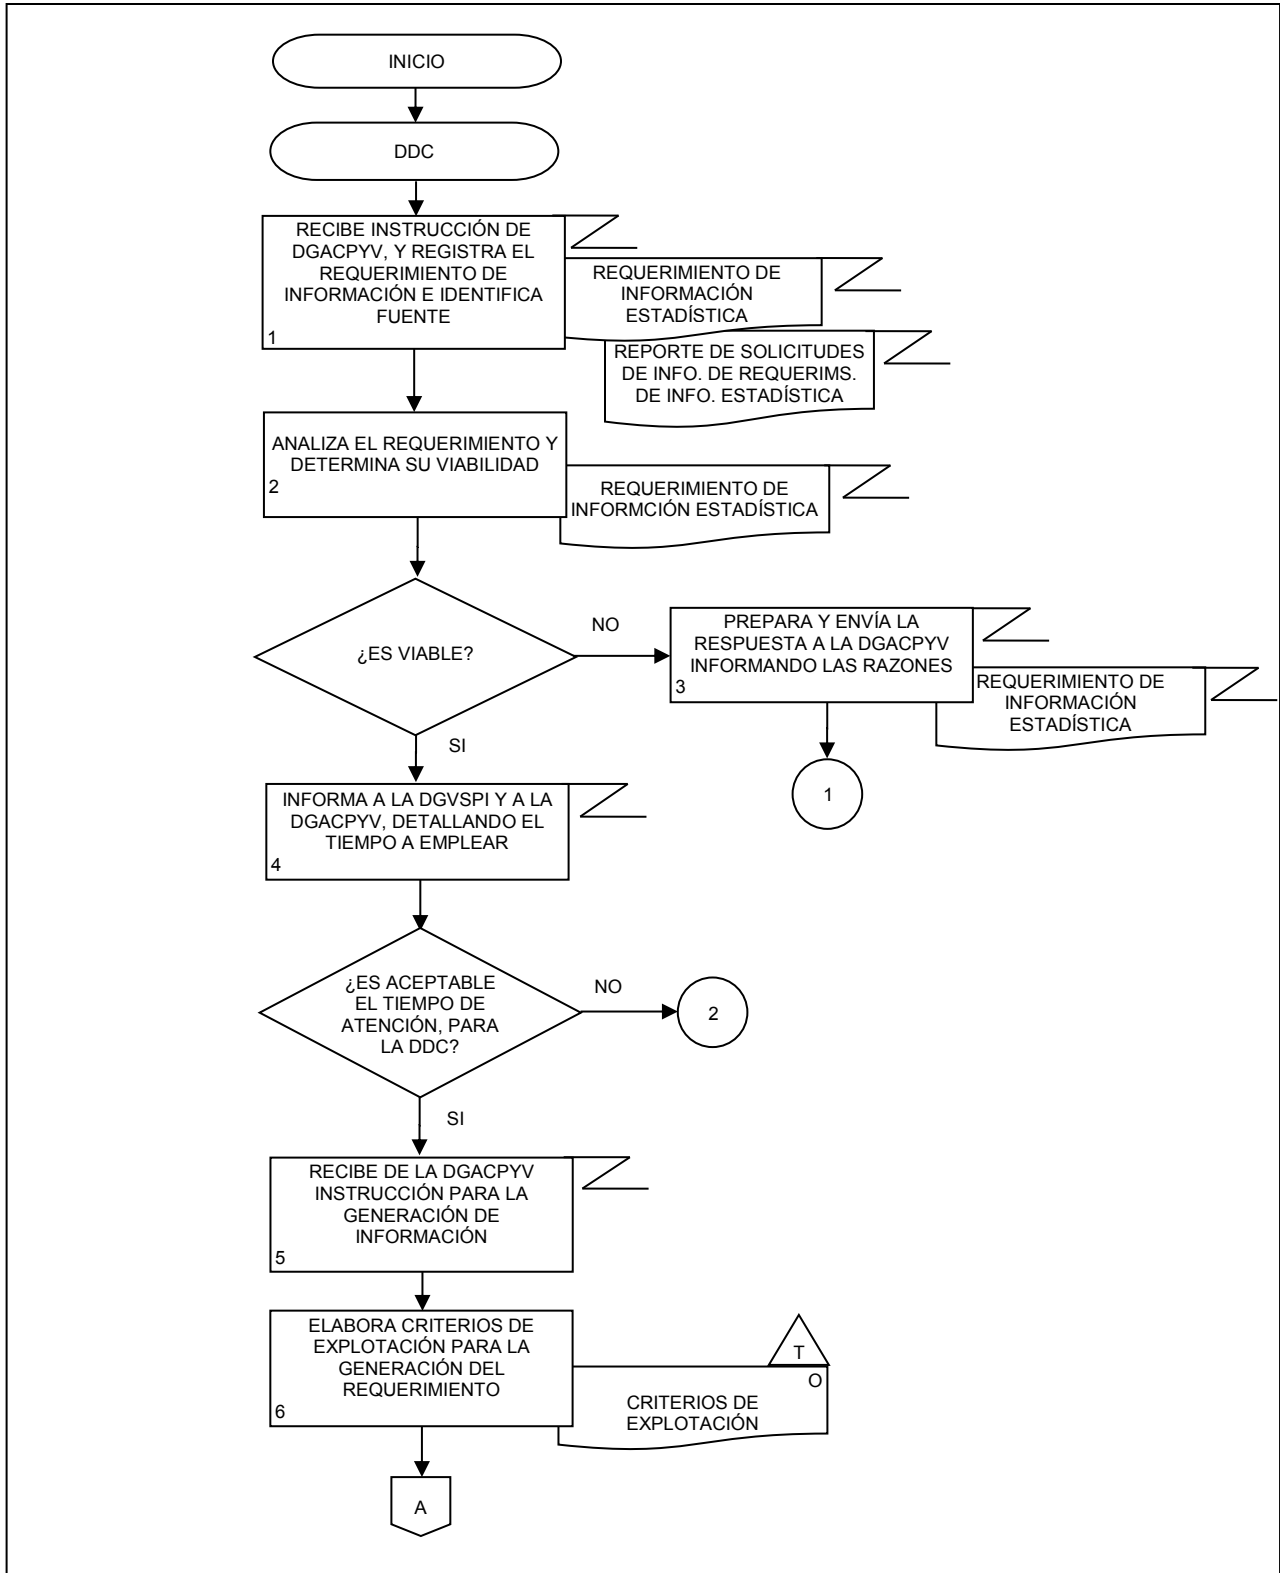 INICIO
DDC
RECIBE INSTRUCCIÓN DE
DGACPYV, Y REGISTRA EL
REQUERIMIENTO DE
INFORMACIÓN E IDENTIFICA
FUENTE
1
REQUERIMIENTO DE
INFORMACIÓN
ESTADÍSTICA
REPORTE DE SOLICITUDES
DE INFO. DE REQUERIMS.
DE INFO. ESTADÍSTICA
ANALIZA EL REQUERIMIENTO Y
DETERMINA SU VIABILIDAD
2
REQUERIMIENTO DE
INFORMCIÓN ESTADÍSTICA
¿ES VIABLE?
NO
PREPARA Y ENVÍA LA
RESPUESTA A LA DGACPYV
INFORMANDO LAS RAZONES
3
REQUERIMIENTO DE
INFORMACIÓN
ESTADÍSTICA
1
SI
INFORMA A LA DGVSPI Y A LA
DGACPYV, DETALLANDO EL
TIEMPO A EMPLEAR
4
¿ES ACEPTABLE
EL TIEMPO DE
ATENCIÓN, PARA
LA DDC?
NO
2
SI
RECIBE DE LA DGACPYV
INSTRUCCIÓN PARA LA
GENERACIÓN DE
INFORMACIÓN
5
ELABORA CRITERIOS DE
EXPLOTACIÓN PARA LA
GENERACIÓN DEL
REQUERIMIENTO
6
T
O
CRITERIOS DE
EXPLOTACIÓN
A